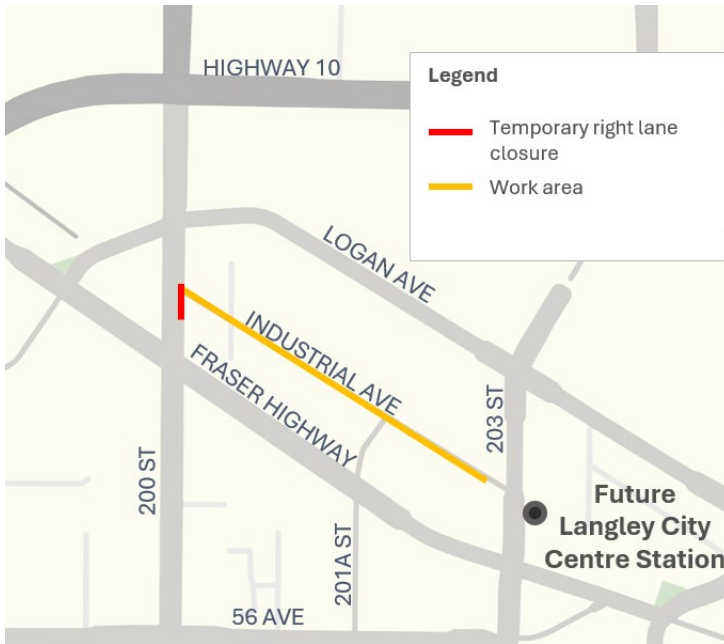 HIGHWAY 10
Legend
Temporary right lane
closure
Work area
LOGAN AVE
INDUSTRIAL AVE
FRASER HIGHWAY
203 ST
200 ST
Future
Langley City
Centre Station
201A ST
56 AVE